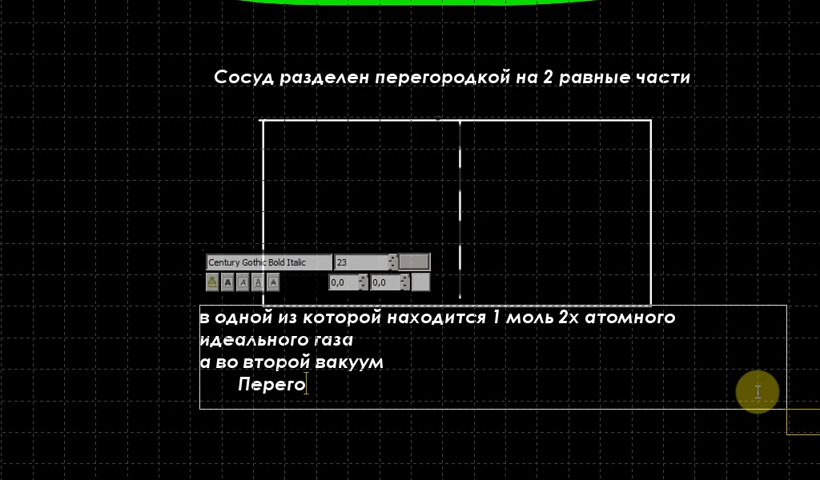 Сосуд разделен перегородкой на 2 равные части
Century Gothic Bold Italic 23
А А А А А 0,0 0,0
в одной из которой находится 1 моль 2х атомного
идеального газа
а во второй вакуум
Перего